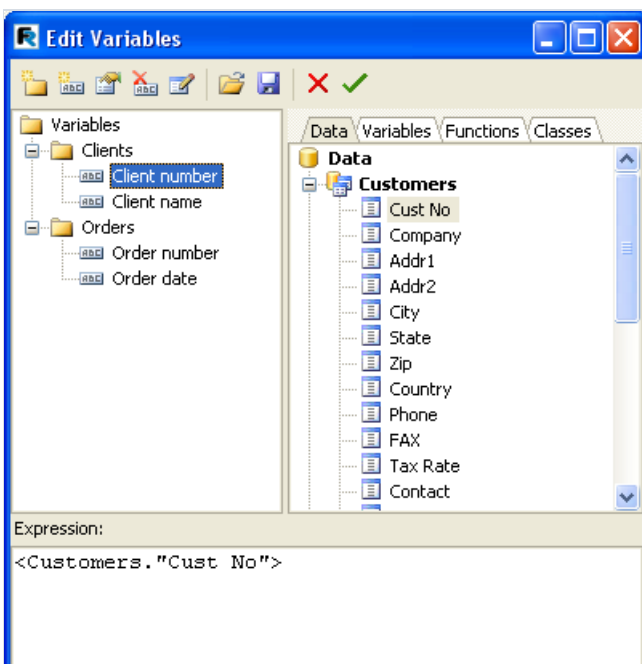 Edit Variables
Variables
Clients
Client number
Client name
Orders
Order number
Order date
Data Variables Functions Classes
Data
Customers
Cust No
Company
Addr1
Addr2
City
State
Zip
Country
Phone
FAX
Tax Rate
Contact
Expression:
<Customers."Cust No">